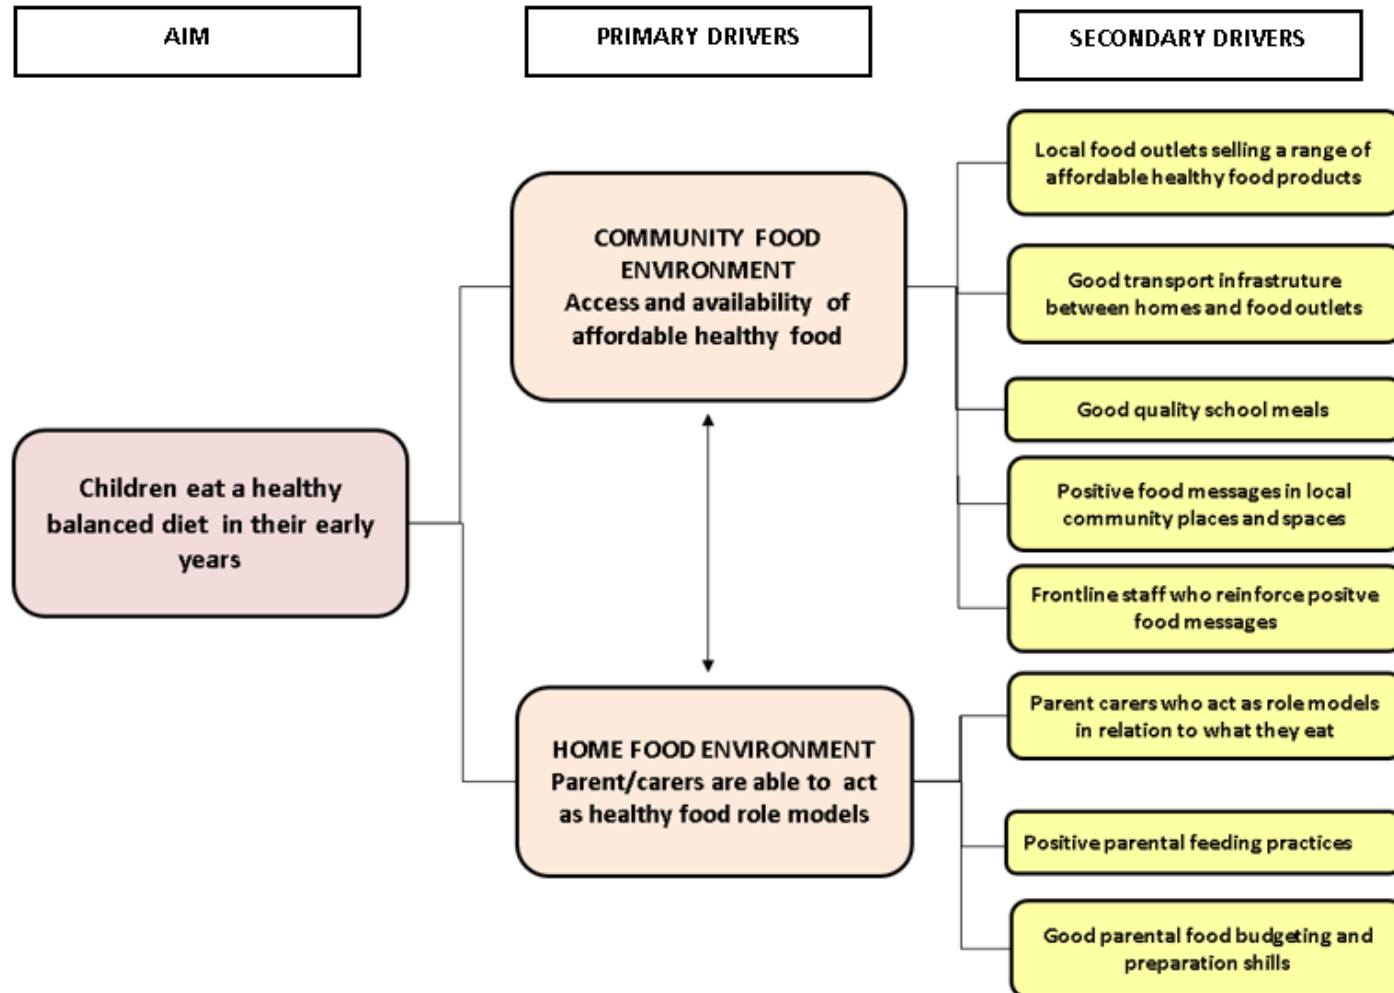 AIM
PRIMARY DRIVERS
SECONDARY DRIVERS
Local food outlets selling a range of
affordable healthy food products
COMMUNITY FOOD
ENVIRONMENT
Access and availability of
affordable healthy food
Good transport infrastruture
between homes and food outlets
Good quality school meals
Children eat a healthy
balanced diet in their early
years
Positive food messages in local
community places and spaces
Frontline staff who reinforce positve
food messages
HOME FOOD ENVIRONMENT
Parent/carers are able to act
as healthy food role models
Parent carers who act as role models
in relation to what they eat
Positive parental feeding practices
Good parental food budgeting and
preparation shills